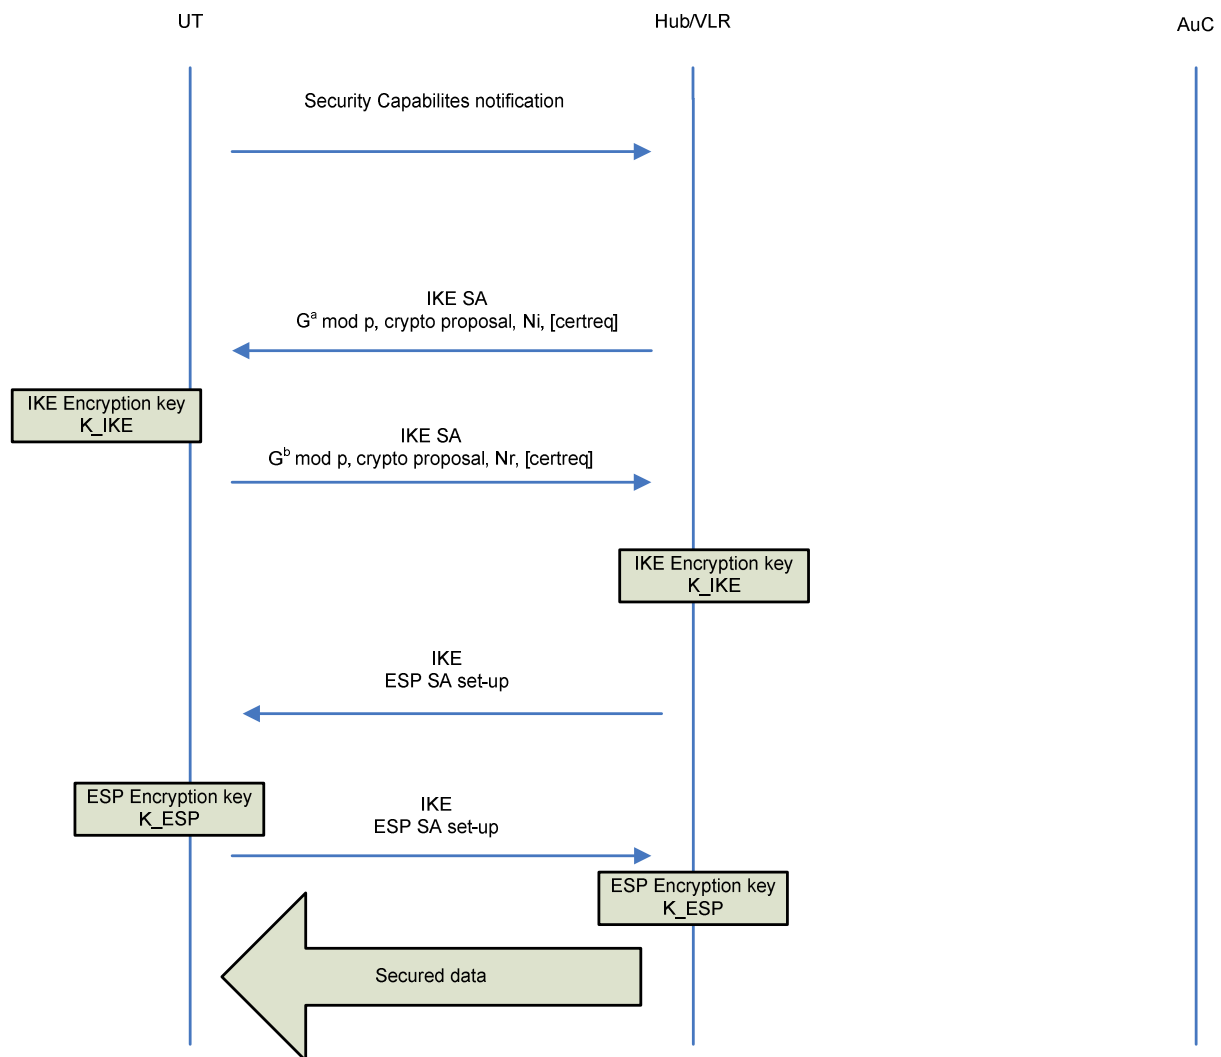 UT
Hub/VLR
AuC
Security Capabilites notification
IKE SA
Gᵃ mod p, crypto proposal, Ni, [certreq]
IKE Encryption key
K_IKE
IKE SA
Gᵇ mod p, crypto proposal, Nr, [certreq]
IKE Encryption key
K_IKE
IKE
ESP SA set-up
ESP Encryption key
K_ESP
IKE
ESP SA set-up
ESP Encryption key
K_ESP
Secured data